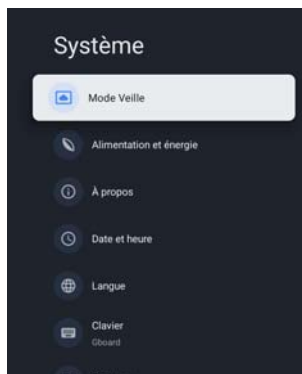 Système
Mode Veille
Alimentation et énergie
À propos
Date et heure
Langue
Clavier
Gboard